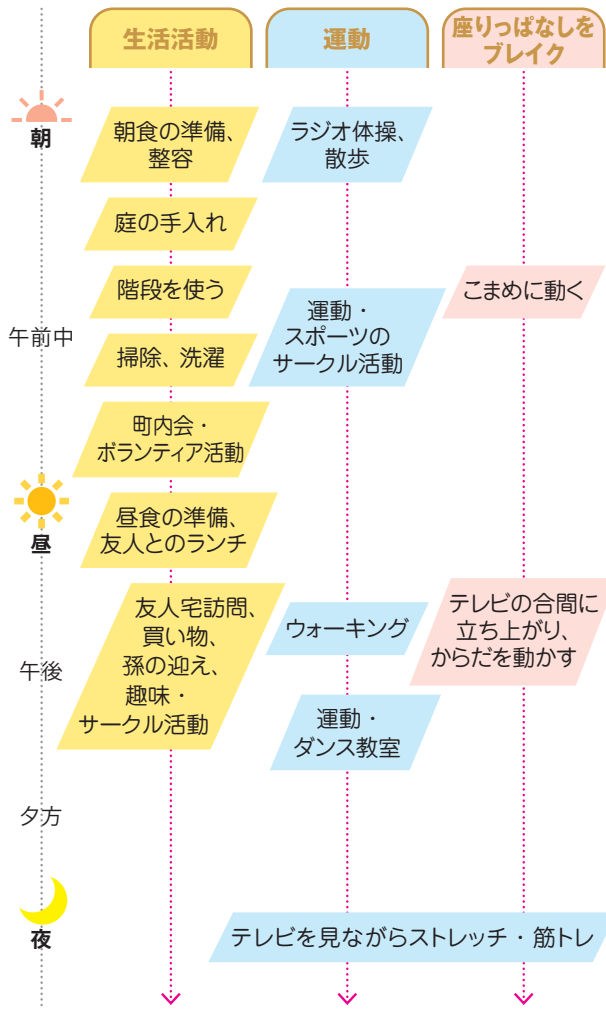 生活活動
運動
座りっぱなしを
ブレイク
朝
朝食の準備、
整容
ラジオ体操、
散歩
庭の手入れ
階段を使う
こまめに動く
午前中
運動・
スポーツの
サークル活動
掃除、洗濯
町内会・
ボランティア活動
昼
昼食の準備、
友人とのランチ
午後
友人宅訪問、
買い物、
孫の迎え、
趣味・
サークル活動
ウォーキング
テレビの合間に
立ち上がり、
からだを動かす
運動・
ダンス教室
夕方
夜
テレビを見ながらストレッチ・筋トレ